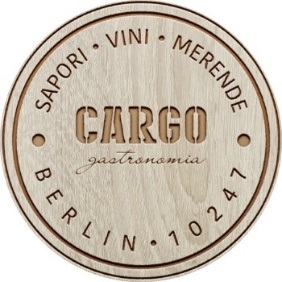 SAPORI • VINI • MERENDE
CARGO
gastronomia
• BERLIN • 10247 •